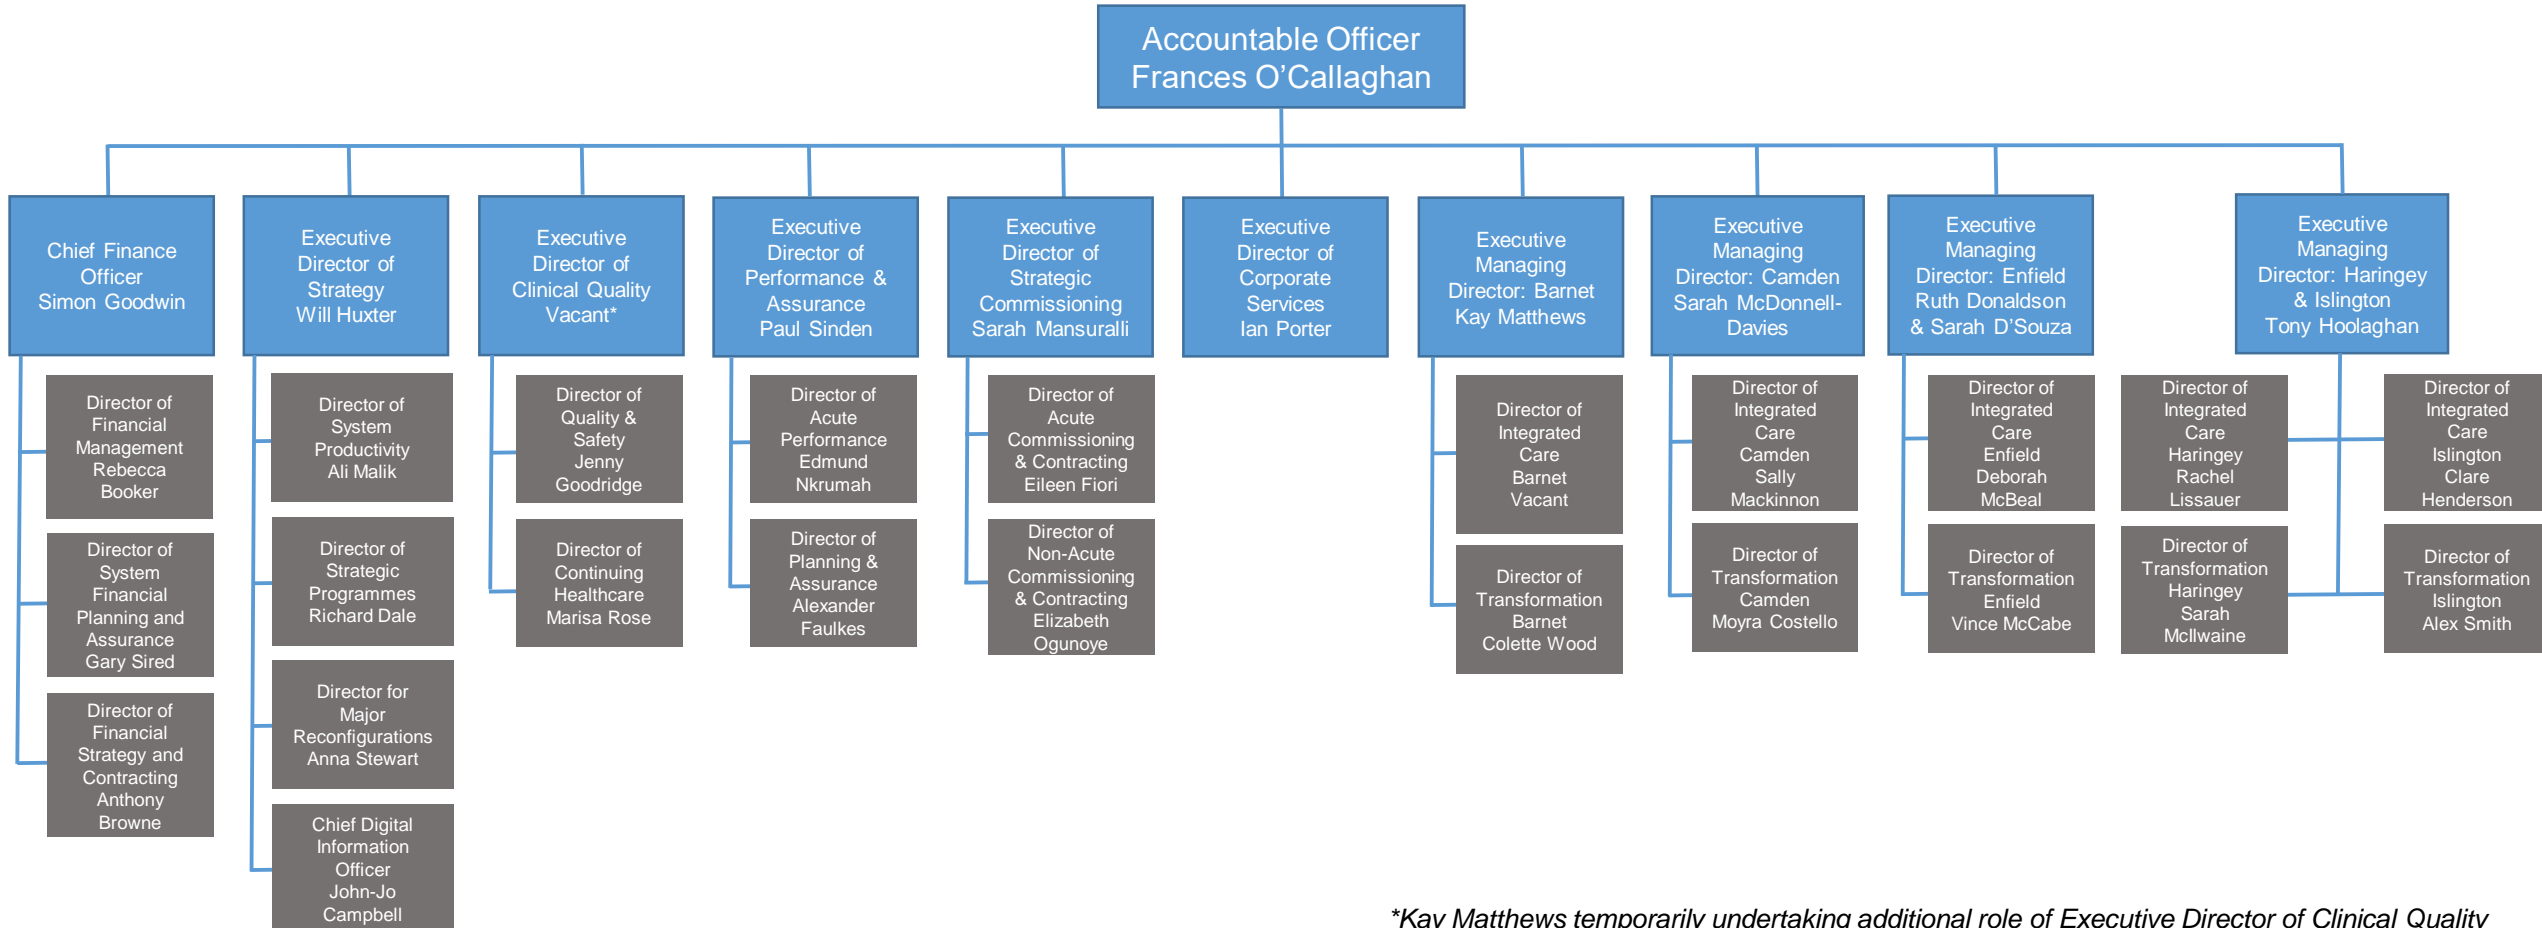 Accountable Officer
Frances O’Callaghan
Chief Finance
Officer
Simon Goodwin
Executive
Director of
Strategy
Will Huxter
Executive
Director of
Clinical Quality
Vacant*
Executive
Director of
Performance &
Assurance
Paul Sinden
Executive
Director of
Strategic
Commissioning
Sarah Mansuralli
Executive
Director of
Corporate
Services
Ian Porter
Executive
Managing
Director: Barnet
Kay Matthews
Executive
Managing
Director: Camden
Sarah McDonnell-
Davies
Executive
Managing
Director: Enfield
Ruth Donaldson
& Sarah D’Souza
Executive
Managing
Director: Haringey
& Islington
Tony Hoolaghan
Director of
Financial
Management
Rebecca
Booker
Director of
System
Financial
Planning and
Assurance
Gary Sired
Director of
Financial
Strategy and
Contracting
Anthony
Browne
Director of
System
Productivity
Ali Malik
Director of
Strategic
Programmes
Richard Dale
Director for
Major
Reconfigurations
Anna Stewart
Chief Digital
Information
Officer
John-Jo
Campbell
Director of
Quality &
Safety
Jenny
Goodridge
Director of
Continuing
Healthcare
Marisa Rose
Director of
Acute
Performance
Edmund
Nkrumah
Director of
Planning &
Assurance
Alexander
Faulkes
Director of
Acute
Commissioning
& Contracting
Eileen Fiori
Director of
Non-Acute
Commissioning
& Contracting
Elizabeth
Ogunoye
Director of
Integrated
Care
Barnet
Vacant
Director of
Transformation
Barnet
Colette Wood
Director of
Integrated
Care
Camden
Sally
Mackinnon
Director of
Transformation
Camden
Moyra Costello
Director of
Integrated
Care
Enfield
Deborah
McBeal
Director of
Transformation
Enfield
Vince McCabe
Director of
Integrated
Care
Haringey
Rachel
Lissauer
Director of
Transformation
Haringey
Sarah
McIlwaine
Director of
Integrated
Care
Islington
Clare
Henderson
Director of
Transformation
Islington
Alex Smith
*Kay Matthews temporarily undertaking additional role of Executive Director of Clinical Quality